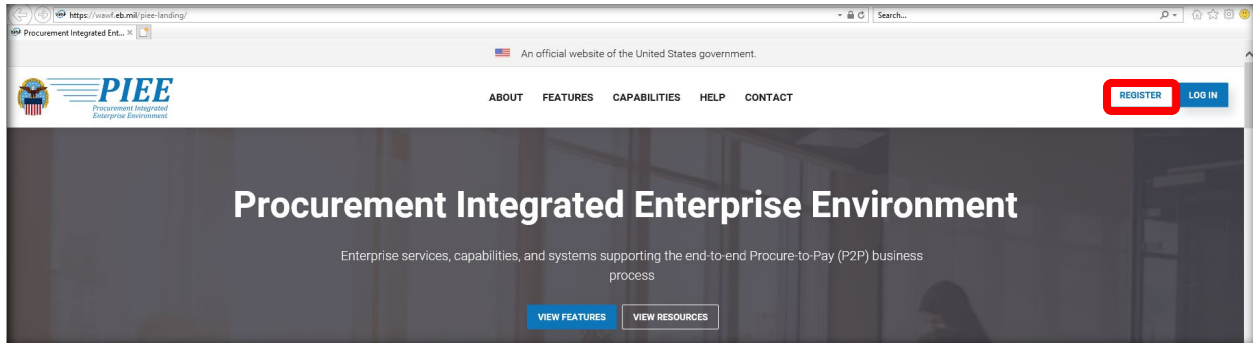 https://wawf.eb.mil/piee-landing/
Search...
Procurement Integrated Ent...
An official website of the United States government.
PIEE
Procurement Integrated
Enterprise Environment
ABOUT FEATURES CAPABILITIES HELP CONTACT
REGISTER LOG IN
Procurement Integrated Enterprise Environment
Enterprise services, capabilities, and systems supporting the end-to-end Procure-to-Pay (P2P) business
process
VIEW FEATURES VIEW RESOURCES